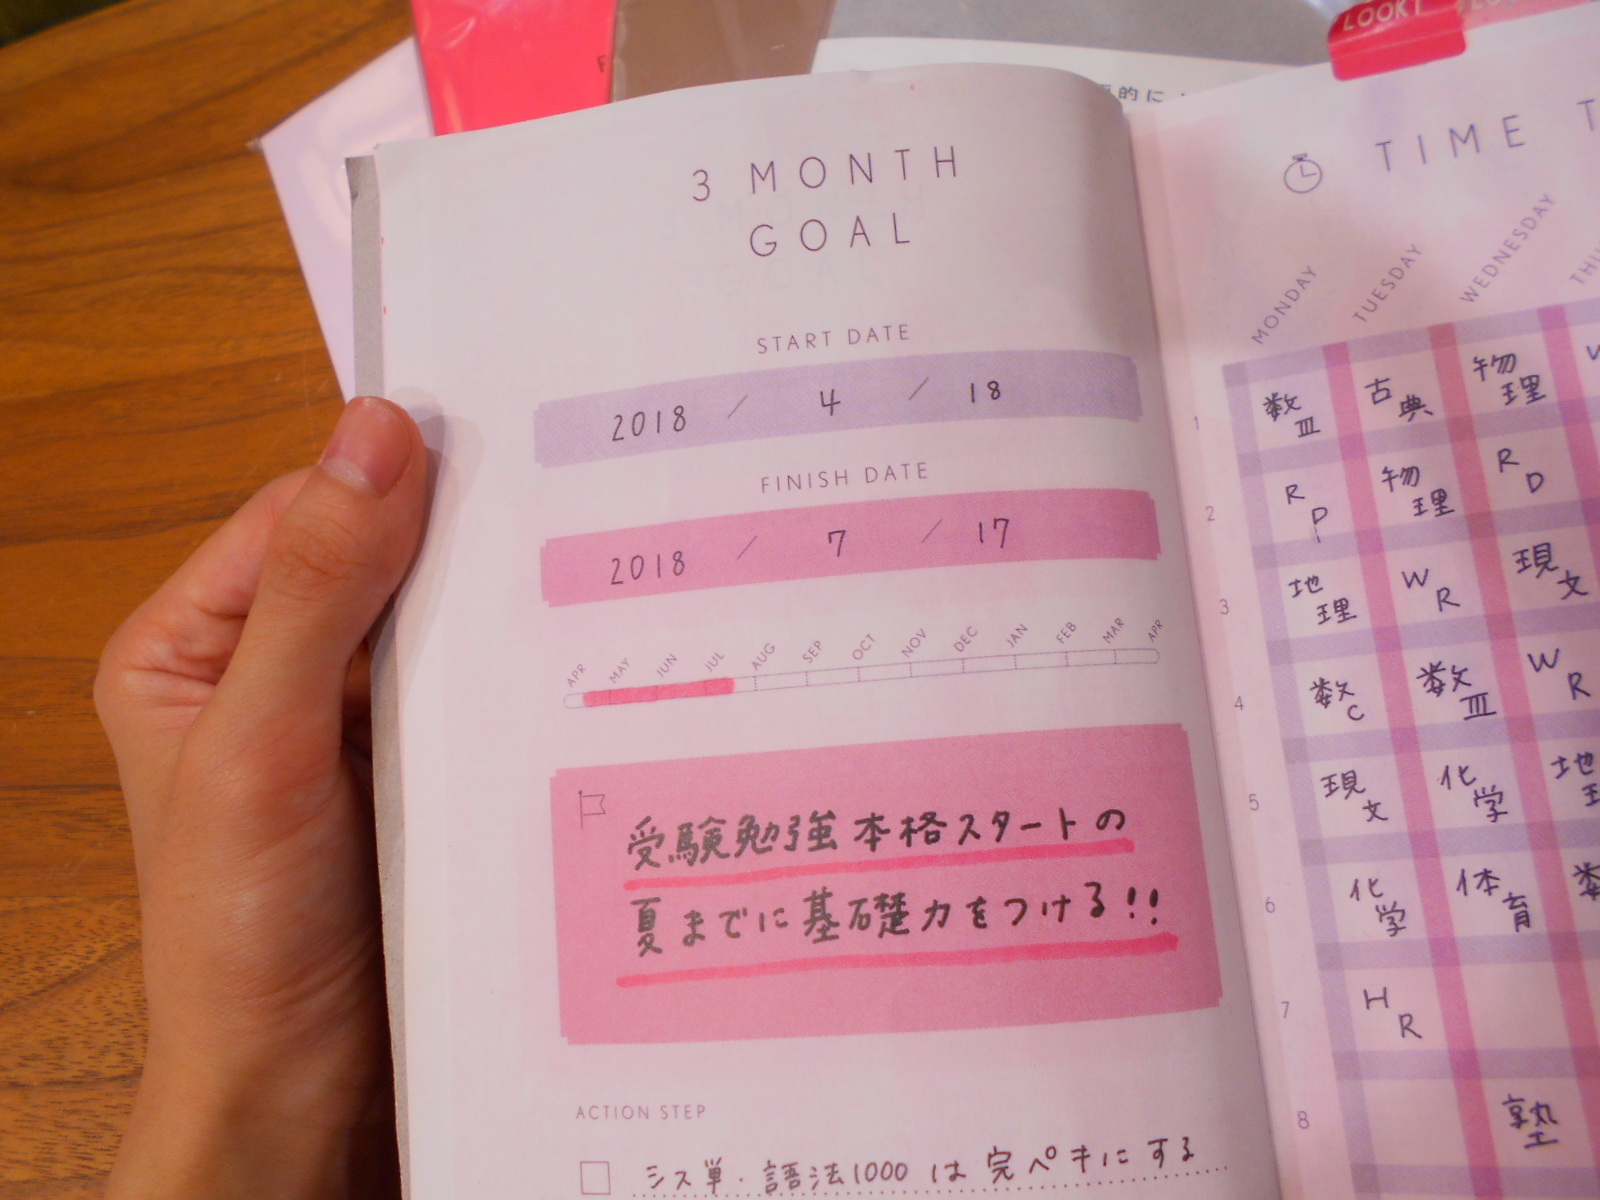 3 MONTH
GOAL
START DATE
2018 / 4 / 18
FINISH DATE
2018 / 7 / 17
APR MAY JUN JUL AUG SEP OCT NOV DEC JAN FEB MAR APR
受験勉強本格スタートの
夏までに基礎力をつける!!
ACTION STEP
シス単・語法1000は完ペキにする
LOOK!
TIME
MONDAY TUESDAY WEDNESDAY
1 数Ⅲ 古典 物理
2 RP 物理 RD
3 地理 WR 現文
4 数C 数Ⅲ WR
5 現文 化学 地理
6 化学 体育 数
7 HR
8 塾